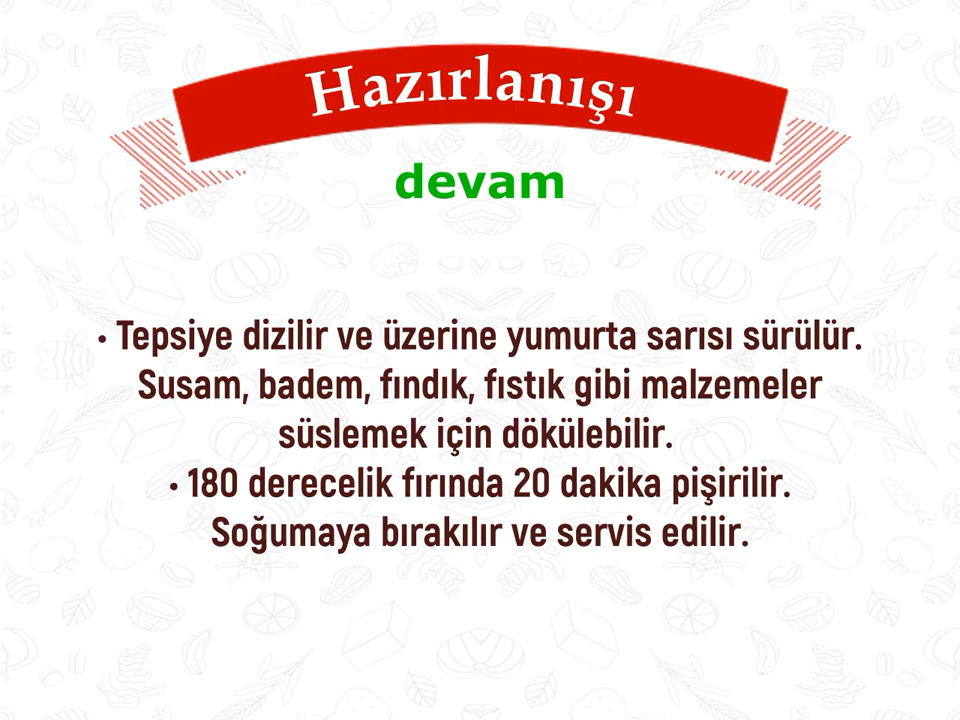 Hazırlanışı
devam
• Tepsiye dizilir ve üzerine yumurta sarısı sürülür.
Susam, badem, fındık, fıstık gibi malzemeler
süslemek için dökülebilir.
• 180 derecelik fırında 20 dakika pişirilir.
Soğumaya bırakılır ve servis edilir.